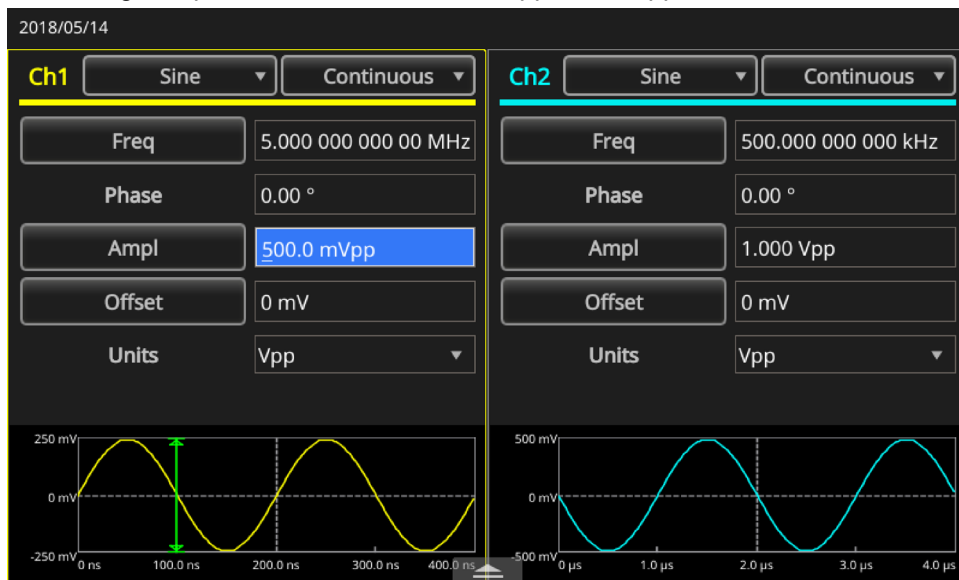 2018/05/14
Ch1 Sine Continuous
Freq 5.000 000 000 00 MHz
Phase 0.00 °
Ampl 500.0 mVpp
Offset 0 mV
Units Vpp
250 mV
0 mV
-250 mV
0 ns 100.0 ns 200.0 ns 300.0 ns 400.0 ns
Ch2 Sine Continuous
Freq 500.000 000 000 kHz
Phase 0.00 °
Ampl 1.000 Vpp
Offset 0 mV
Units Vpp
500 mV
0 mV
-500 mV
0 µs 1.0 µs 2.0 µs 3.0 µs 4.0 µs